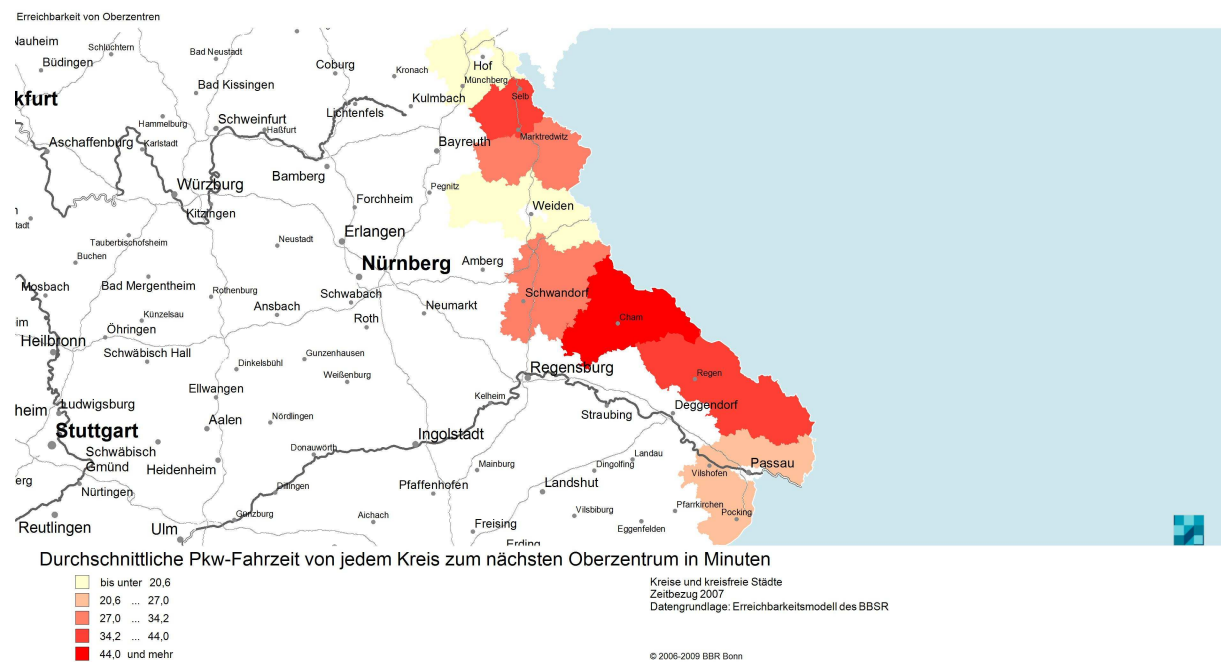 Erreichbarkeit von Oberzentren
Nauheim
Schlüchtern
Bad Neustadt
Büdingen
Coburg
Kronach
Hof
Münchberg
Bad Kissingen
Selb
kfurt
Lichtenfels
Kulmbach
Hammelburg
Schweinfurt
Haßfurt
Marktredwitz
Aschaffenburg
Karlstadt
Bayreuth
Bamberg
Würzburg
Pegnitz
Forchheim
Weiden
Kitzingen
tadt
Erlangen
Tauberbischofsheim
Neustadt
Buchen
Nürnberg
Amberg
Mosbach
Bad Mergentheim
Rothenburg
Schwabach
Schwandorf
Ansbach
Neumarkt
Künzelsau
Roth
Cham
im
Öhringen
Heilbronn
Schwäbisch Hall
Gunzenhausen
Dinkelsbühl
Regensburg
Weißenburg
Regen
Ellwangen
Kelheim
heim
Ludwigsburg
Deggendorf
Straubing
Nördlingen
Aalen
Stuttgart
Ingolstadt
Schwäbisch
Gmünd
Donauwörth
Landau
Heidenheim
Mainburg
Dingolfing
Vilshofen
Passau
erg
Nürtingen
Dillingen
Pfaffenhofen
Landshut
Pfarrkirchen
Pocking
Günzburg
Aichach
Vilsbiburg
Reutlingen
Ulm
Freising
Eggenfelden
Erding
Durchschnittliche Pkw-Fahrzeit von jedem Kreis zum nächsten Oberzentrum in Minuten
bis unter 20,6
20,6 ... 27,0
27,0 ... 34,2
34,2 ... 44,0
44,0 und mehr
Kreise und kreisfreie Städte
Zeitbezug 2007
Datengrundlage: Erreichbarkeitsmodell des BBSR
© 2006-2009 BBR Bonn